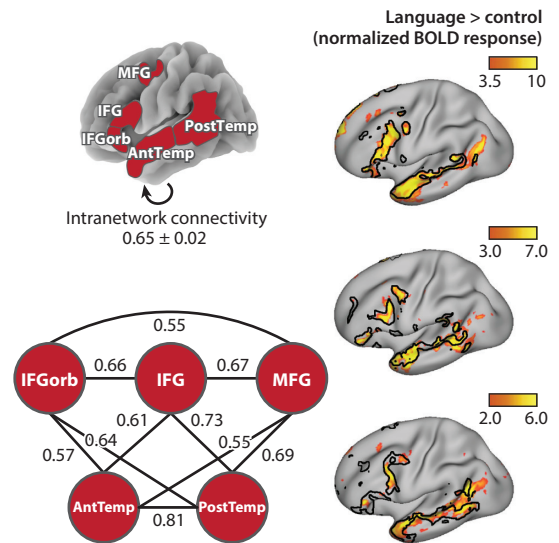 MFG
IFG
IFGorb
PostTemp
AntTemp
Intranetwork connectivity
0.65 ± 0.02
0.55
IFGorb
0.66
IFG
0.67
MFG
0.61
0.73
0.64
0.55
0.57
0.69
AntTemp
0.81
PostTemp
Language > control
(normalized BOLD response)
3.5
10
3.0
7.0
2.0
6.0